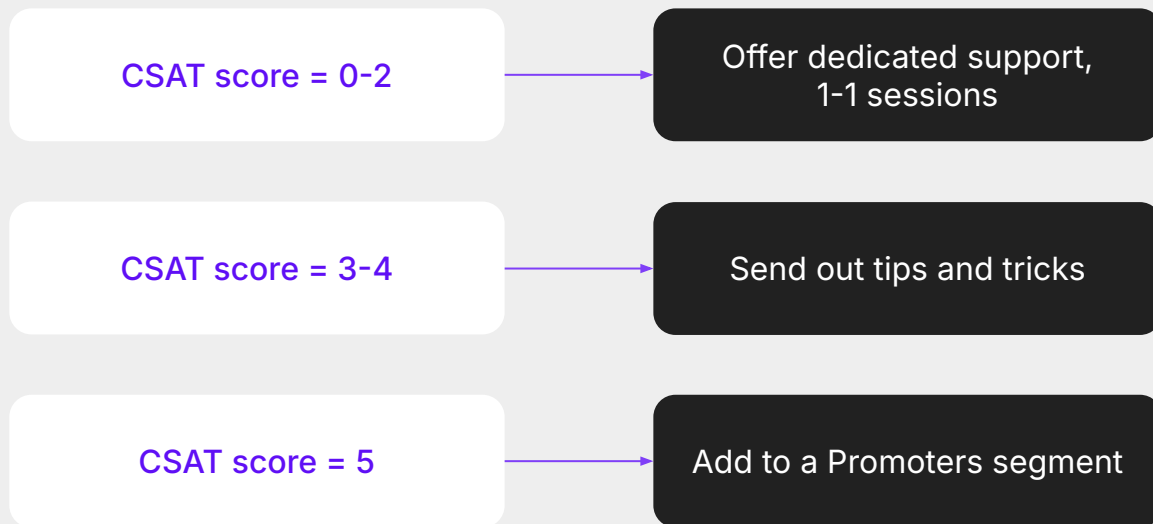 CSAT score = 0-2
Offer dedicated support,
1-1 sessions
CSAT score = 3-4
Send out tips and tricks
CSAT score = 5
Add to a Promoters segment